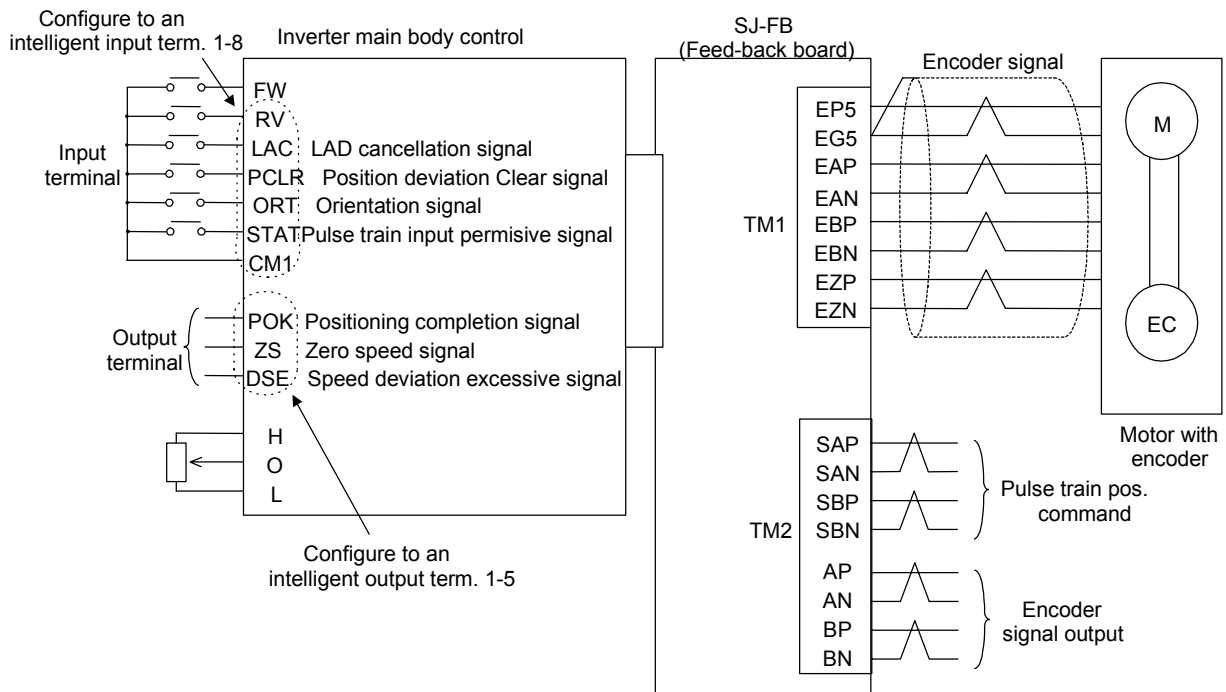 Configure to an
intelligent input term. 1-8
Inverter main body control
SJ-FB
(Feed-back board)
Encoder signal
Input
terminal
FW
RV
LAC LAD cancellation signal
PCLR Position deviation Clear signal
ORT Orientation signal
STAT Pulse train input permisive signal
CM1
Output
terminal
POK Positioning completion signal
ZS Zero speed signal
DSE Speed deviation excessive signal
H
O
L
Configure to an
intelligent output term. 1-5
TM1
EP5
EG5
EAP
EAN
EBP
EBN
EZP
EZN
M
EC
Motor with
encoder
TM2
SAP
SAN
SBP
SBN
Pulse train pos.
command
AP
AN
BP
BN
Encoder
signal output